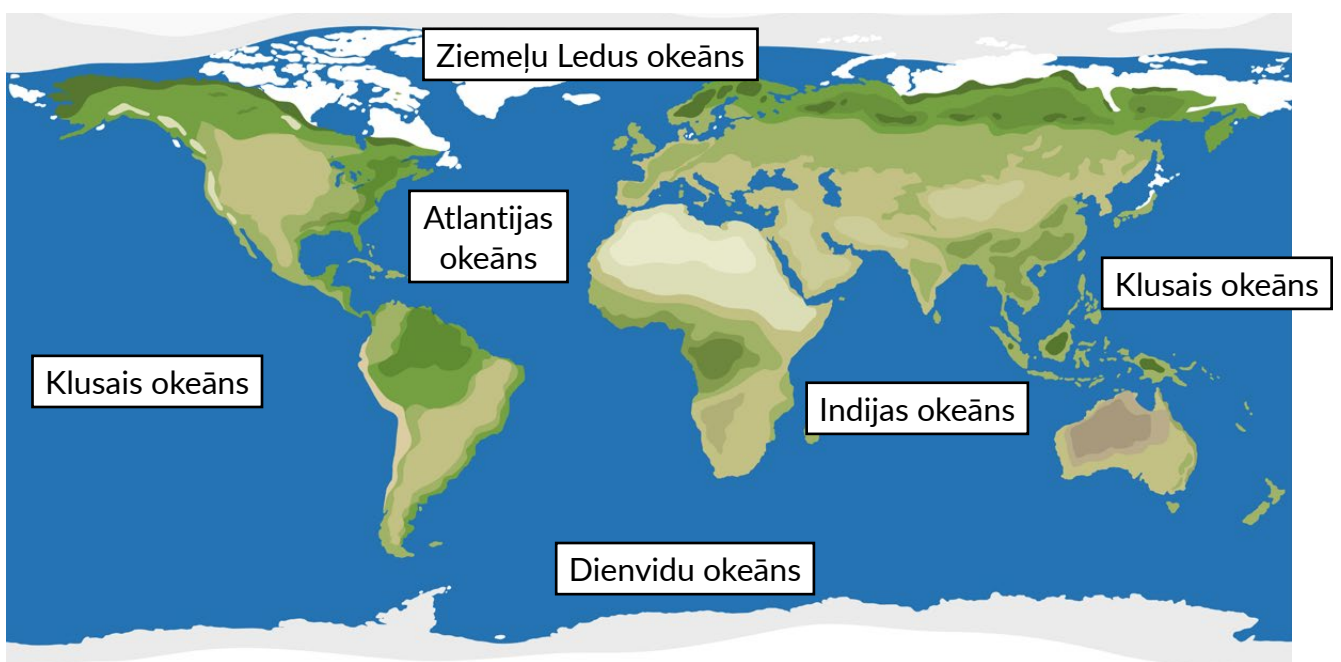 Ziemeļu Ledus okeāns
Atlantijas
okeāns
Klusais okeāns
Klusais okeāns
Indijas okeāns
Dienvidu okeāns